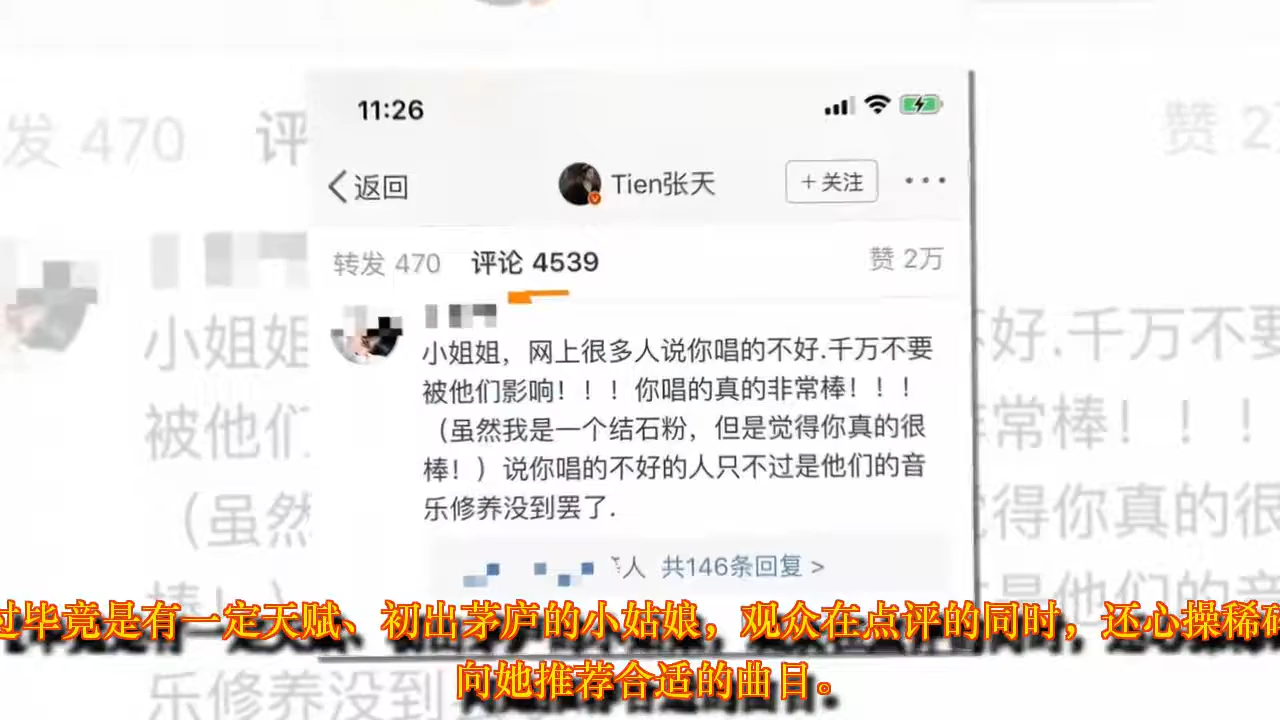 11:26
返回
Tien张天
+关注
转发 470 评论 4539
赞 2万
小姐姐，网上很多人说你唱的不好.千万不要
被他们影响！！！你唱的真的非常棒！！！
（虽然我是一个结石粉，但是觉得你真的很
棒！）说你唱的不好的人只不过是他们的音
乐修养没到罢了.
人 共146条回复 >
过毕竟是有一定天赋、初出茅庐的小姑娘，观众在点评的同时，还心操稀碎
向她推荐合适的曲目。